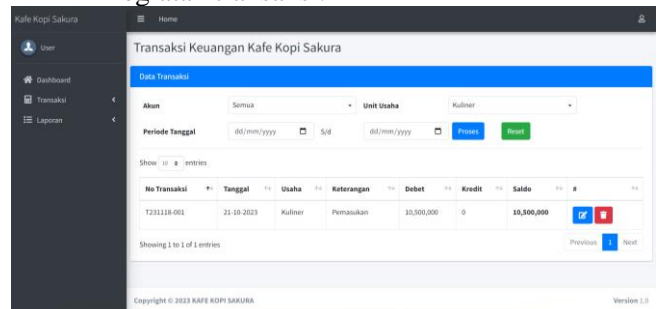 Kafe Kopi Sakura
Home
User
Transaksi Keuangan Kafe Kopi Sakura
Dashboard
Data Transaksi
Transaksi
Akun Semua Unit Usaha Kuliner
Laporan
Periode Tanggal dd/mm/yyyy S/d dd/mm/yyyy Proses Reset
Show 10 entries
No Transaksi Tanggal Usaha Keterangan Debet Kredit Saldo #
T231118-001 21-10-2023 Kuliner Pemasukan 10,500,000 0 10,500,000
Showing 1 to 1 of 1 entries Previous 1 Next
Copyright © 2023 KAFE KOPI SAKURA Version 1.0